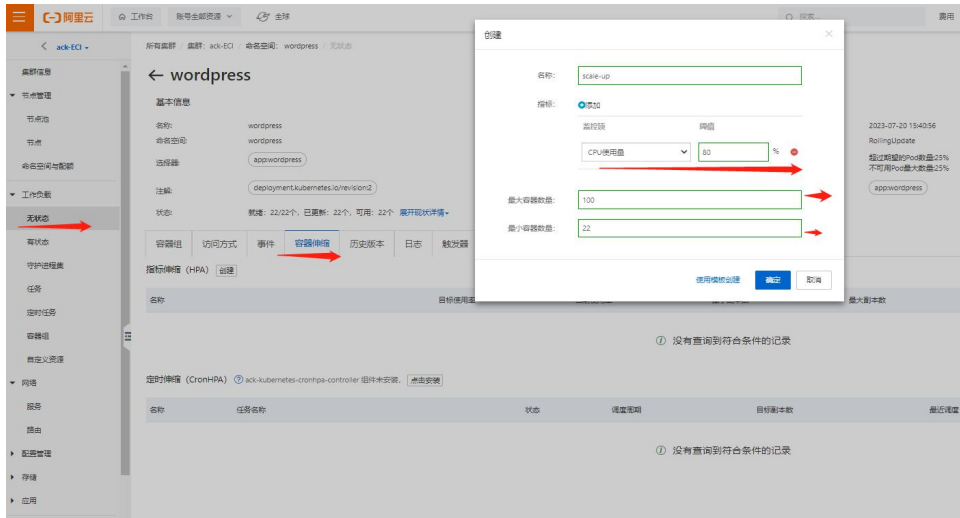 阿里云
工作台
账号全部资源
全球
费用
ack-ECI
所有集群 / 集群: ack-ECI / 命名空间: wordpress / 无状态
集群信息
节点管理
节点池
节点
命名空间与配额
工作负载
无状态
有状态
守护进程集
任务
定时任务
容器组
自定义资源
网络
服务
路由
配置管理
存储
应用
← wordpress
基本信息
名称: wordpress
命名空间: wordpress
选择器: app:wordpress
注解: deployment.kubernetes.io/revision:2
状态: 就绪: 22/22个, 已更新: 22个, 可用: 22个 展开现状详情
2023-07-20 15:40:56
RollingUpdate
超过期望的Pod数量:25%
不可用Pod最大数量:25%
app:wordpress
容器组 访问方式 事件 容器伸缩 历史版本 日志 触发器
指标伸缩 (HPA) 创建
名称 最大副本数
没有查询到符合条件的记录
定时伸缩 (CronHPA) ack-kubernetes-cronhpa-controller 组件未安装, 点击安装
名称 任务名称 状态 调度周期 目标副本数 最近调度
没有查询到符合条件的记录
创建
名称: scale-up
指标: 添加
监控项 阈值
CPU使用量 80 %
最大容器数量: 100
最小容器数量: 22
使用模板创建 确定 取消